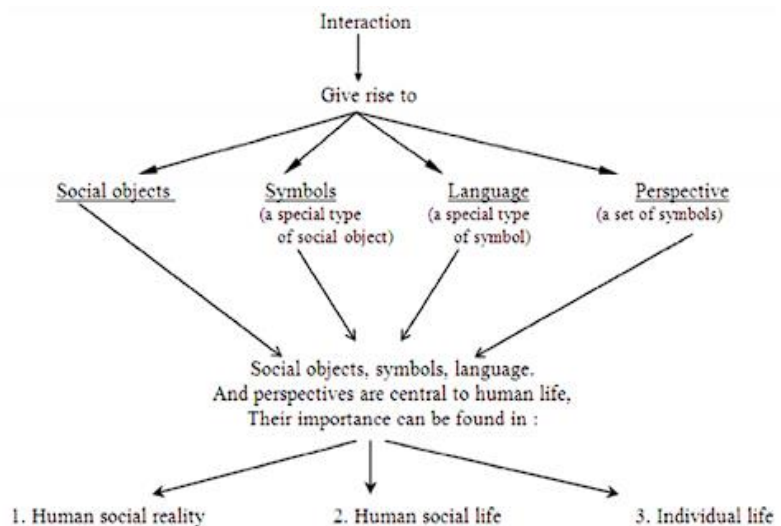 Interaction
Give rise to
Social objects
Symbols
(a special type
of social object)
Language
(a special type
of symbol)
Perspective
(a set of symbols)
Social objects, symbols, language.
And perspectives are central to human life,
Their importance can be found in :
1. Human social reality
2. Human social life
3. Individual life